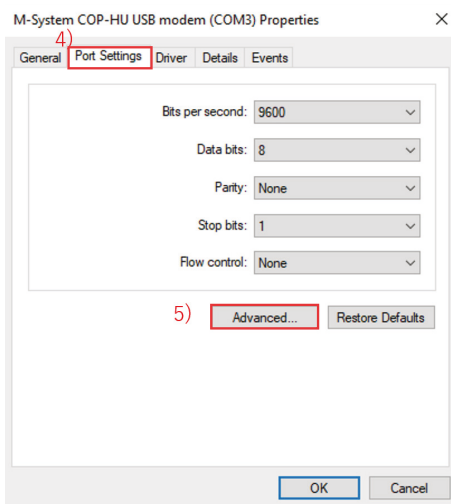 M-System COP-HU USB modem (COM3) Properties
4)
General Port Settings Driver Details Events
Bits per second: 9600
Data bits: 8
Parity: None
Stop bits: 1
Flow control: None
5) Advanced... Restore Defaults
OK Cancel